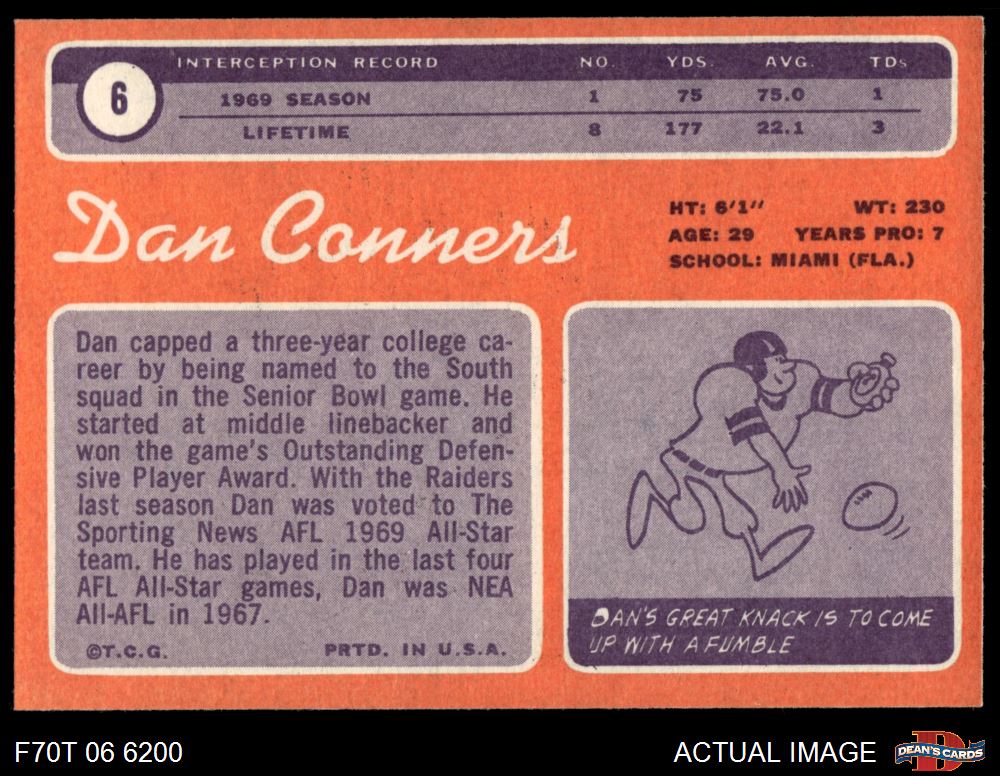 6
INTERCEPTION RECORD NO. YDS. AVG. TDs
1969 SEASON 1 75 75.0 1
LIFETIME 8 177 22.1 3
Dan Conners
HT: 6'1" WT: 230
AGE: 29 YEARS PRO: 7
SCHOOL: MIAMI (FLA.)
Dan capped a three-year college ca-
reer by being named to the South
squad in the Senior Bowl game. He
started at middle linebacker and
won the game's Outstanding Defen-
sive Player Award. With the Raiders
last season Dan was voted to The
Sporting News AFL 1969 All-Star
team. He has played in the last four
AFL All-Star games, Dan was NEA
All-AFL in 1967.
©T.C.G. PRTD. IN U.S.A.
DAN'S GREAT KNACK IS TO COME
UP WITH A FUMBLE
F70T 06 6200
ACTUAL IMAGE
D
DEAN'S CARDS